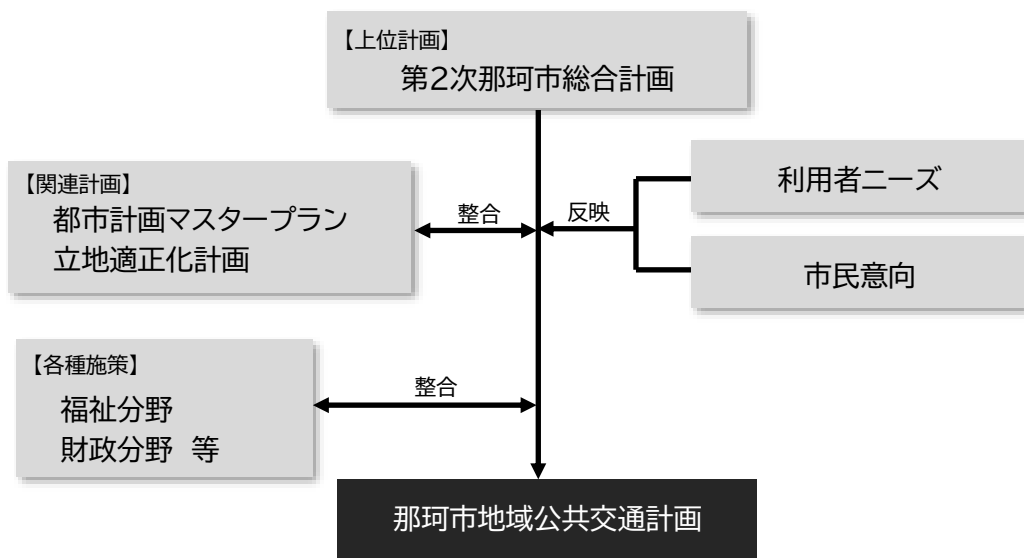 【上位計画】
第2次那珂市総合計画
【関連計画】
都市計画マスタープラン
立地適正化計画
整合
反映
利用者ニーズ
市民意向
【各種施策】
福祉分野
財政分野 等
整合
那珂市地域公共交通計画